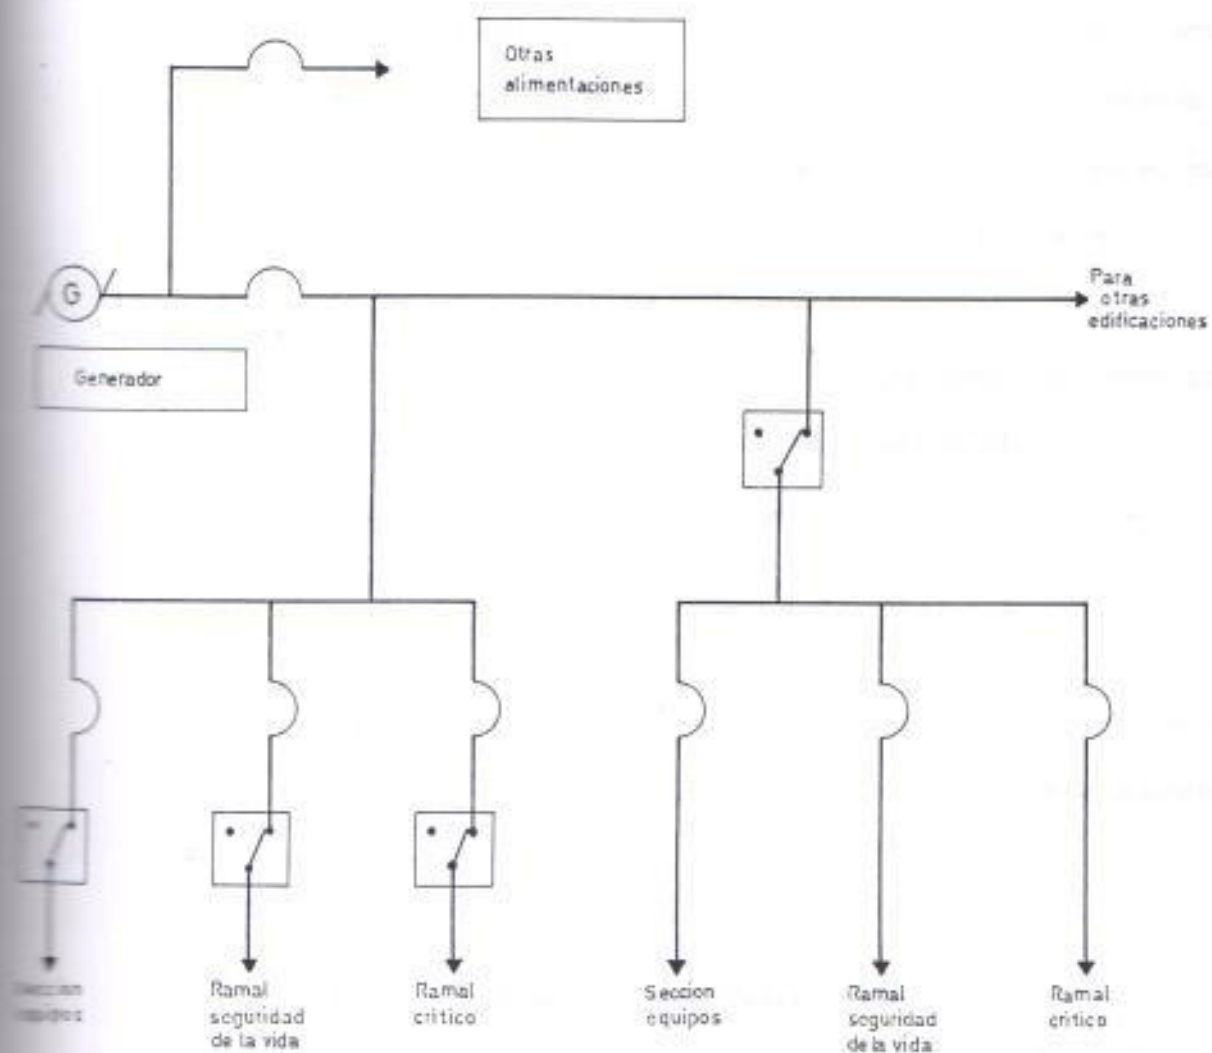 Otras
alimentaciones
G
Para
otras
edificaciones
Generador
Ramal
seguridad
de la vida
Ramal
critico
Seccion
equipos
Ramal
seguridad
de la vida
Ramal
critico